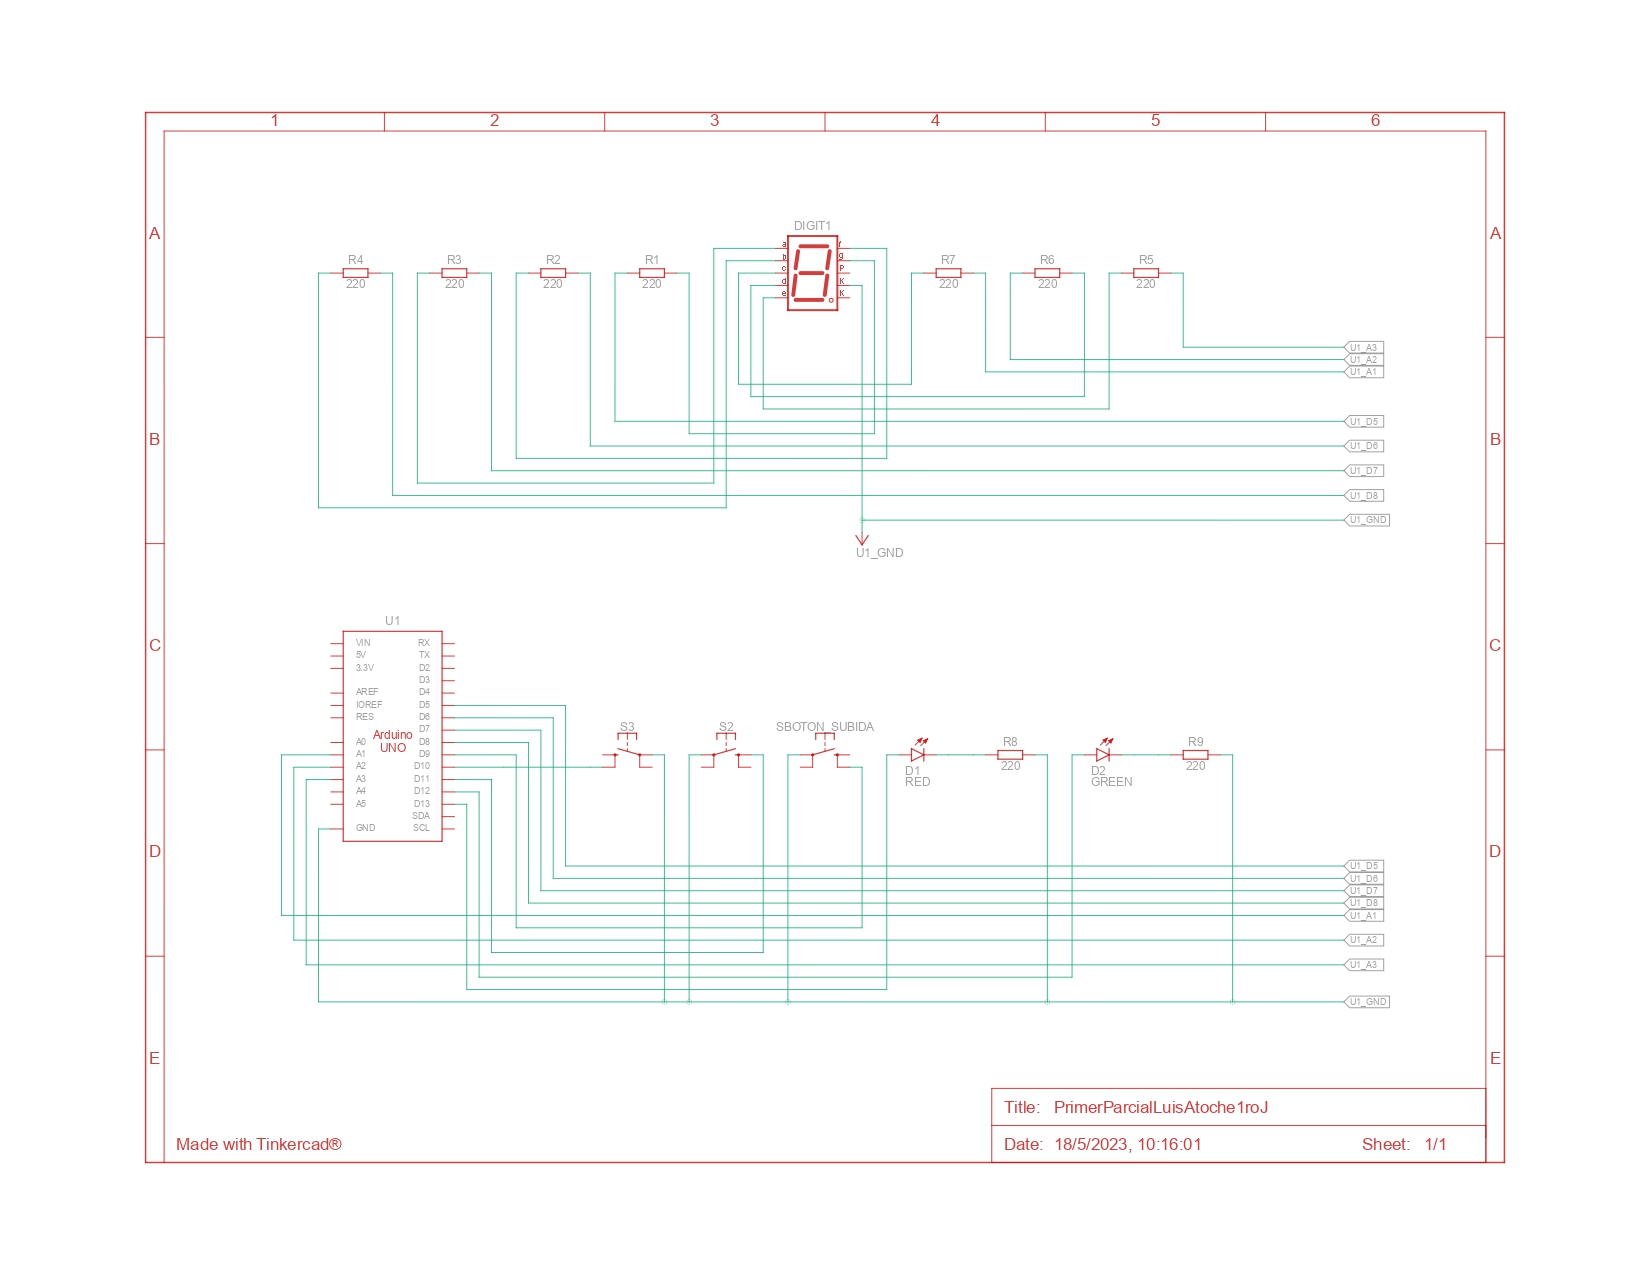 1 2 3 4 5 6
DIGIT1
A A
R4 R3 R2 R1 a f R7 R6 R5
b g
c P
220 220 220 220 d K 220 220 220
e K
U1_A3
U1_A2
U1_A1
U1_D5
B B
U1_D6
U1_D7
U1_D8
U1_GND
U1_GND
U1
C C
VIN RX
5V TX
3.3V D2
D3
AREF D4
IOREF D5
RES D6
S3 S2 SBOTON_SUBIDA
D7
Arduino
UNO
A0 D8
R8 R9
A1 D9
A2 D10
220 220
D1 D2
RED GREEN
A3 D11
A4 D12
A5 D13
SDA
GND SCL
D D
U1_D5
U1_D6
U1_D7
U1_D8
U1_A1
U1_A2
U1_A3
U1_GND
E E
Title: PrimerParcialLuisAtoche1roJ
Made with Tinkercad® Date: 18/5/2023, 10:16:01 Sheet: 1/1